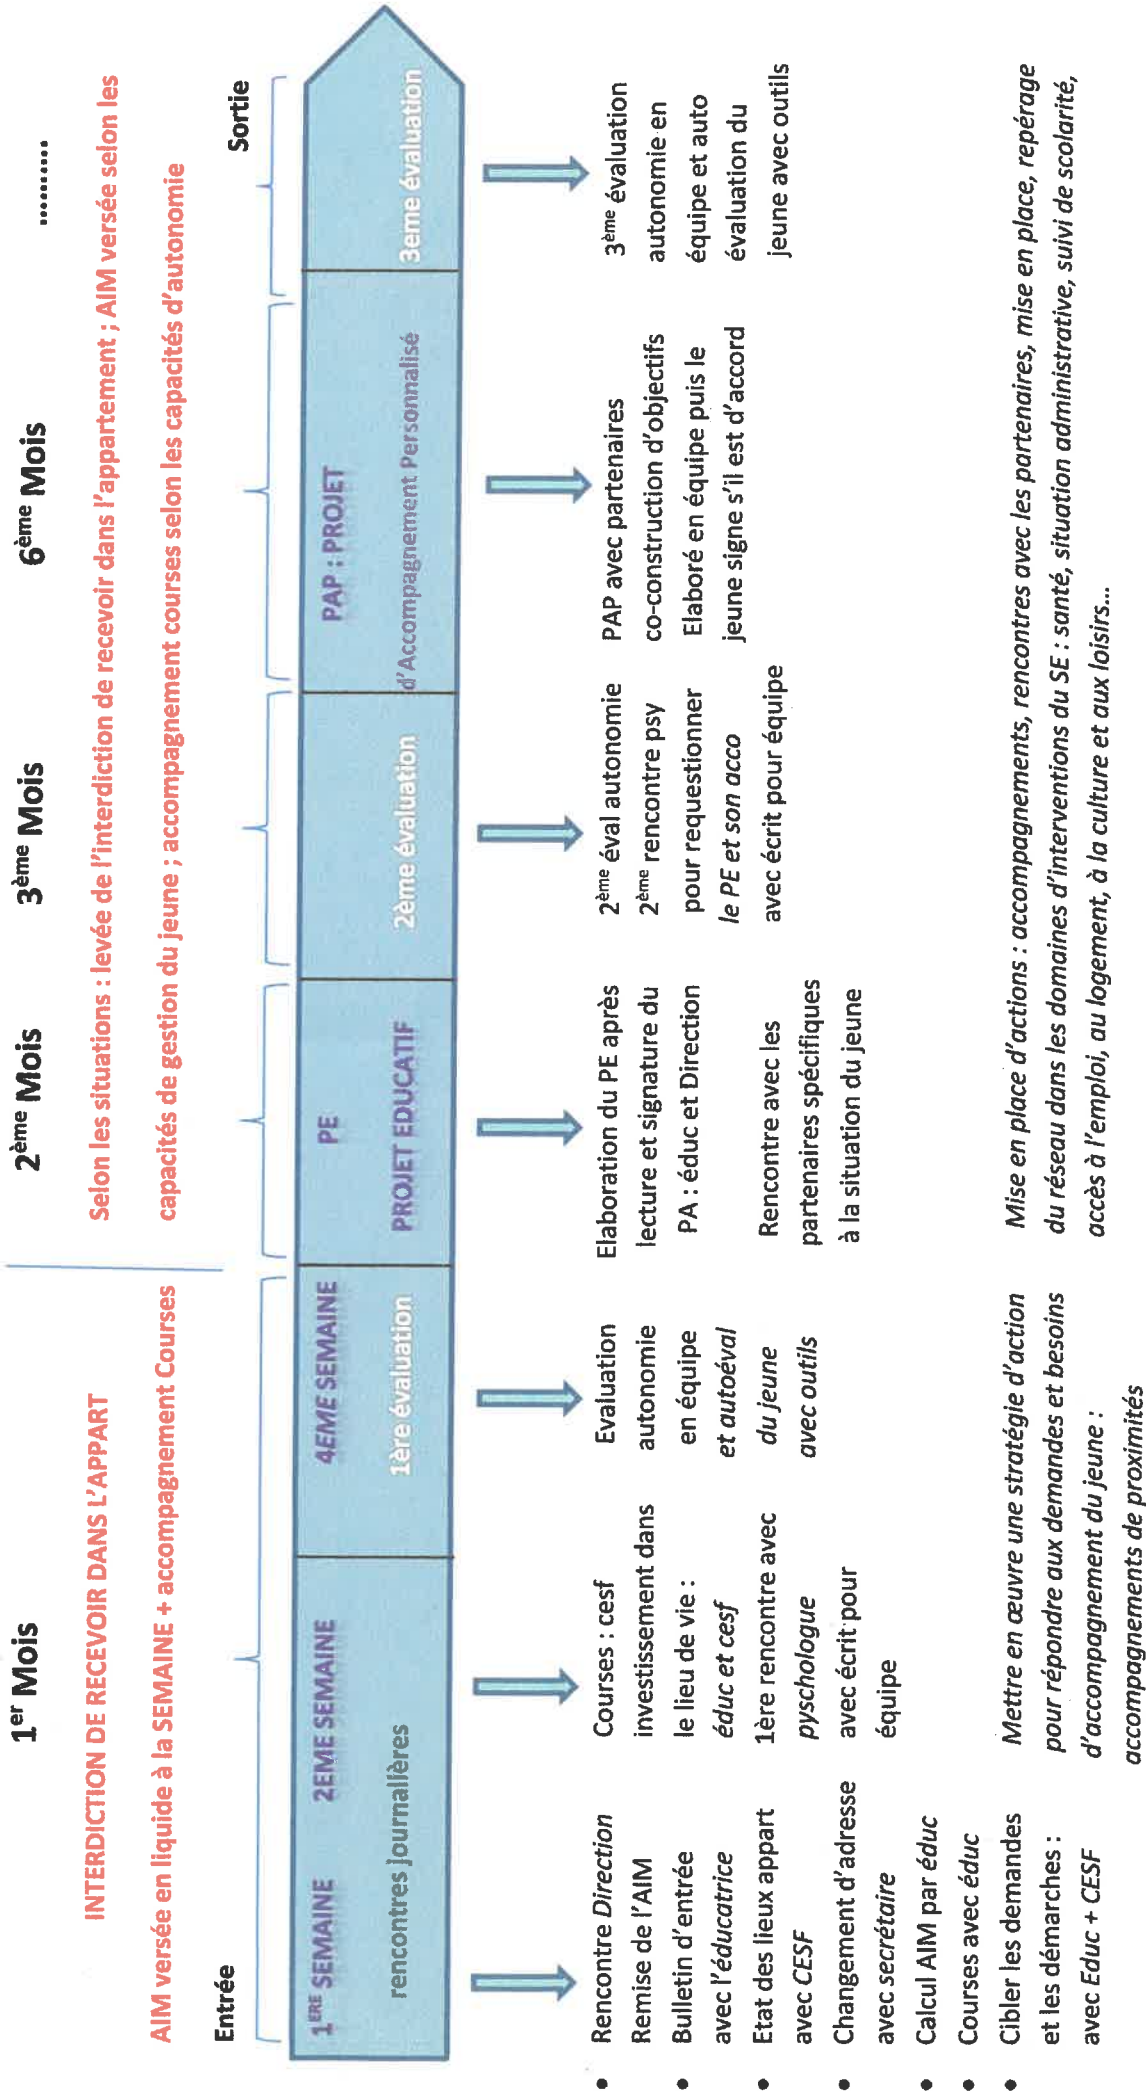 1er Mois
2ème Mois
3ème Mois
6ème Mois
..........
INTERDICTION DE RECEVOIR DANS L'APPART
AIM versée en liquide à la SEMAINE + accompagnement Courses
Selon les situations : levée de l'interdiction de recevoir dans l'appartement ; AIM versée selon les
capacités de gestion du jeune ; accompagnement courses selon les capacités d'autonomie
Entrée
Sortie
1ERE SEMAINE
2EME SEMAINE
rencontres journalières
4EME SEMAINE
1ère évaluation
PE
PROJET EDUCATIF
2ème évaluation
PAP : PROJET
d'Accompagnement Personnalisé
3eme évaluation
• Rencontre Direction
Remise de l'AIM
• Bulletin d'entrée
avec l'éducatrice
• Etat des lieux appart
avec CESF
• Changement d'adresse
avec secrétaire
• Calcul AIM par éduc
• Courses avec éduc
• Cibler les demandes
et les démarches :
avec Educ + CESF
Courses : cesf
investissement dans
le lieu de vie :
éduc et cesf
1ère rencontre avec
pyschologue
avec écrit pour
équipe
Evaluation
autonomie
en équipe
et autoéval
du jeune
avec outils
Elaboration du PE après
lecture et signature du
PA : éduc et Direction
Rencontre avec les
partenaires spécifiques
à la situation du jeune
2ème éval autonomie
2ème rencontre psy
pour requestionner
le PE et son acco
avec écrit pour équipe
PAP avec partenaires
co-construction d'objectifs
Elaboré en équipe puis le
jeune signe s'il est d'accord
3ème évaluation
autonomie en
équipe et auto
évaluation du
jeune avec outils
Mettre en œuvre une stratégie d'action
pour répondre aux demandes et besoins
d'accompagnement du jeune :
accompagnements de proximités
Mise en place d'actions : accompagnements, rencontres avec les partenaires, mise en place, repérage
du réseau dans les domaines d'interventions du SE : santé, situation administrative, suivi de scolarité,
accès à l'emploi, au logement, à la culture et aux loisirs...